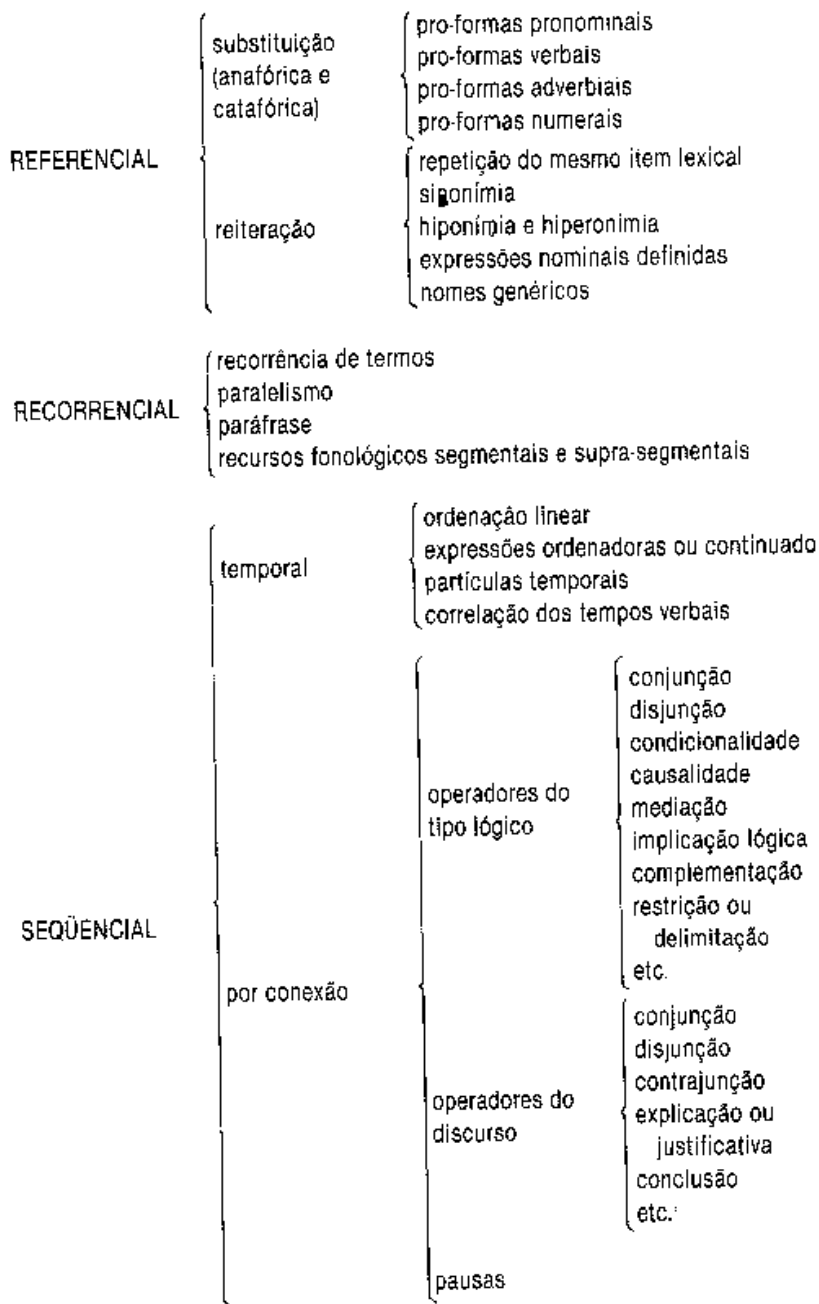 REFERENCIAL
substituição
(anafórica e
catafórica)
pro-formas pronominais
pro-formas verbais
pro-formas adverbiais
pro-formas numerais
reiteração
repetição do mesmo item lexical
sinonímia
hiponímia e hiperonimia
expressões nominais definidas
nomes genéricos
RECORRENCIAL
recorrência de termos
paralelismo
paráfrase
recursos fonológicos segmentais e supra-segmentais
SEQÜENCIAL
temporal
ordenação linear
expressões ordenadoras ou continuado
partículas temporais
correlação dos tempos verbais
por conexão
operadores do
tipo lógico
conjunção
disjunção
condicionalidade
causalidade
mediação
implicação lógica
complementação
restrição ou
delimitação
etc.
operadores do
discurso
conjunção
disjunção
contrajunção
explicação ou
justificativa
conclusão
etc.
pausas